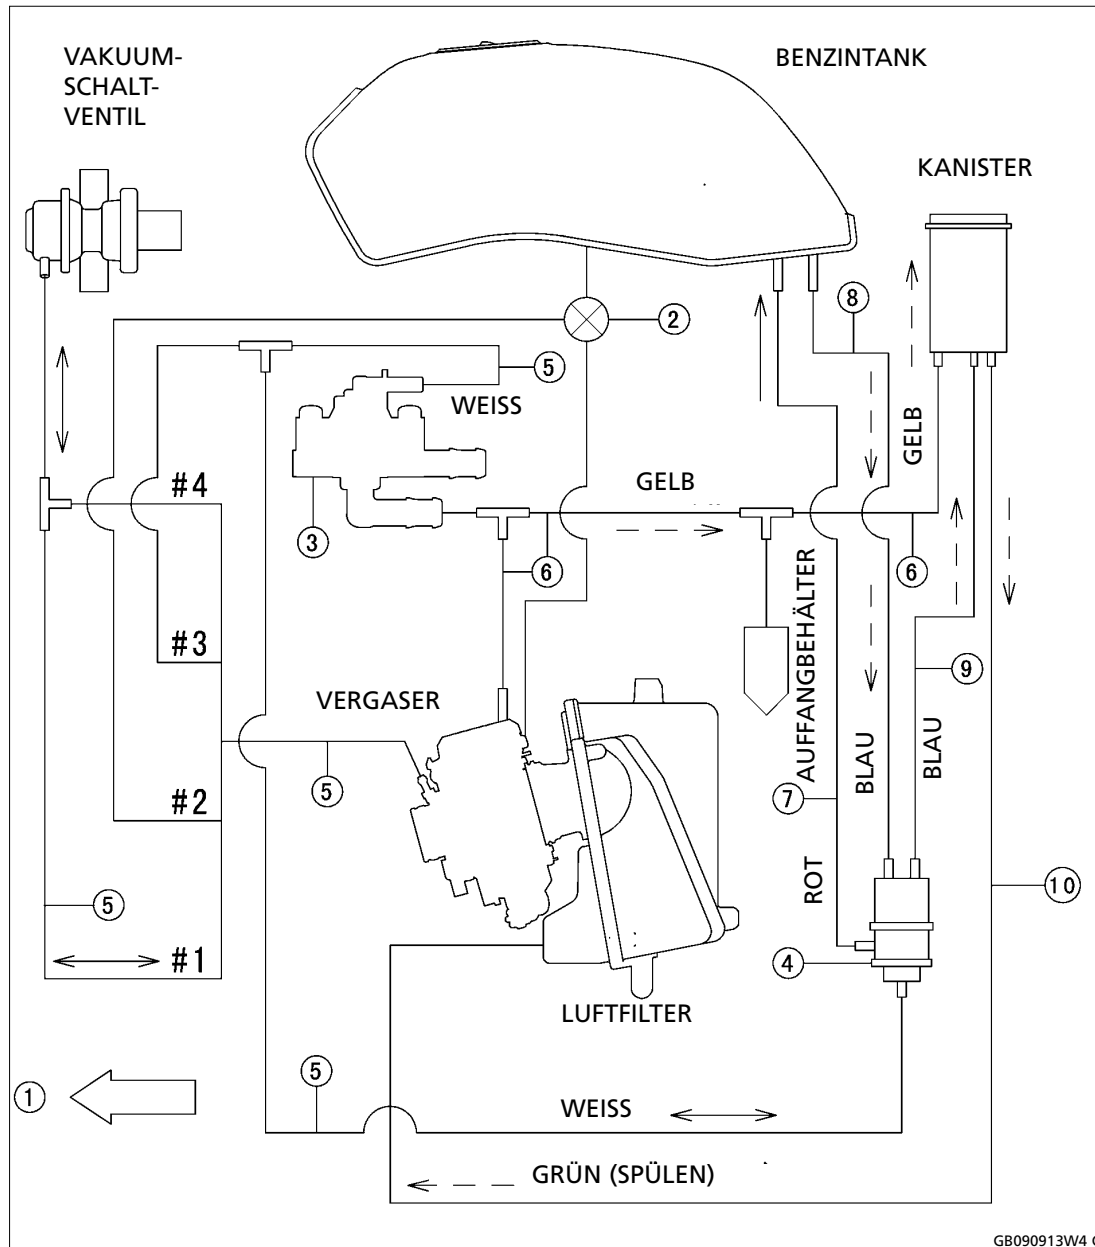 VAKUUM-
SCHALT-
VENTIL
BENZINTANK
KANISTER
2
8
5
WEISS
GELB
#4
GELB
3
6
6
AUFFANGBEHÄLTER
#3
9
VERGASER
BLAU
BLAU
5
7
#2
ROT
10
5
#1
4
LUFTFILTER
5
1
WEISS
GRÜN (SPÜLEN)
GB090913W4 C